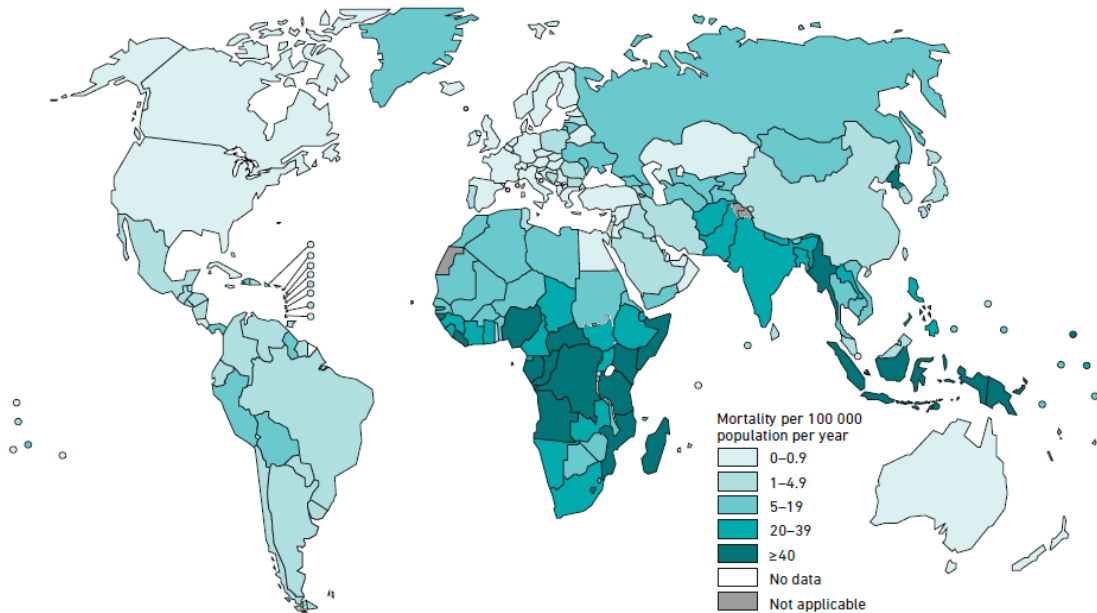 Mortality per 100 000
population per year
0–0.9
1–4.9
5–19
20–39
≥40
No data
Not applicable